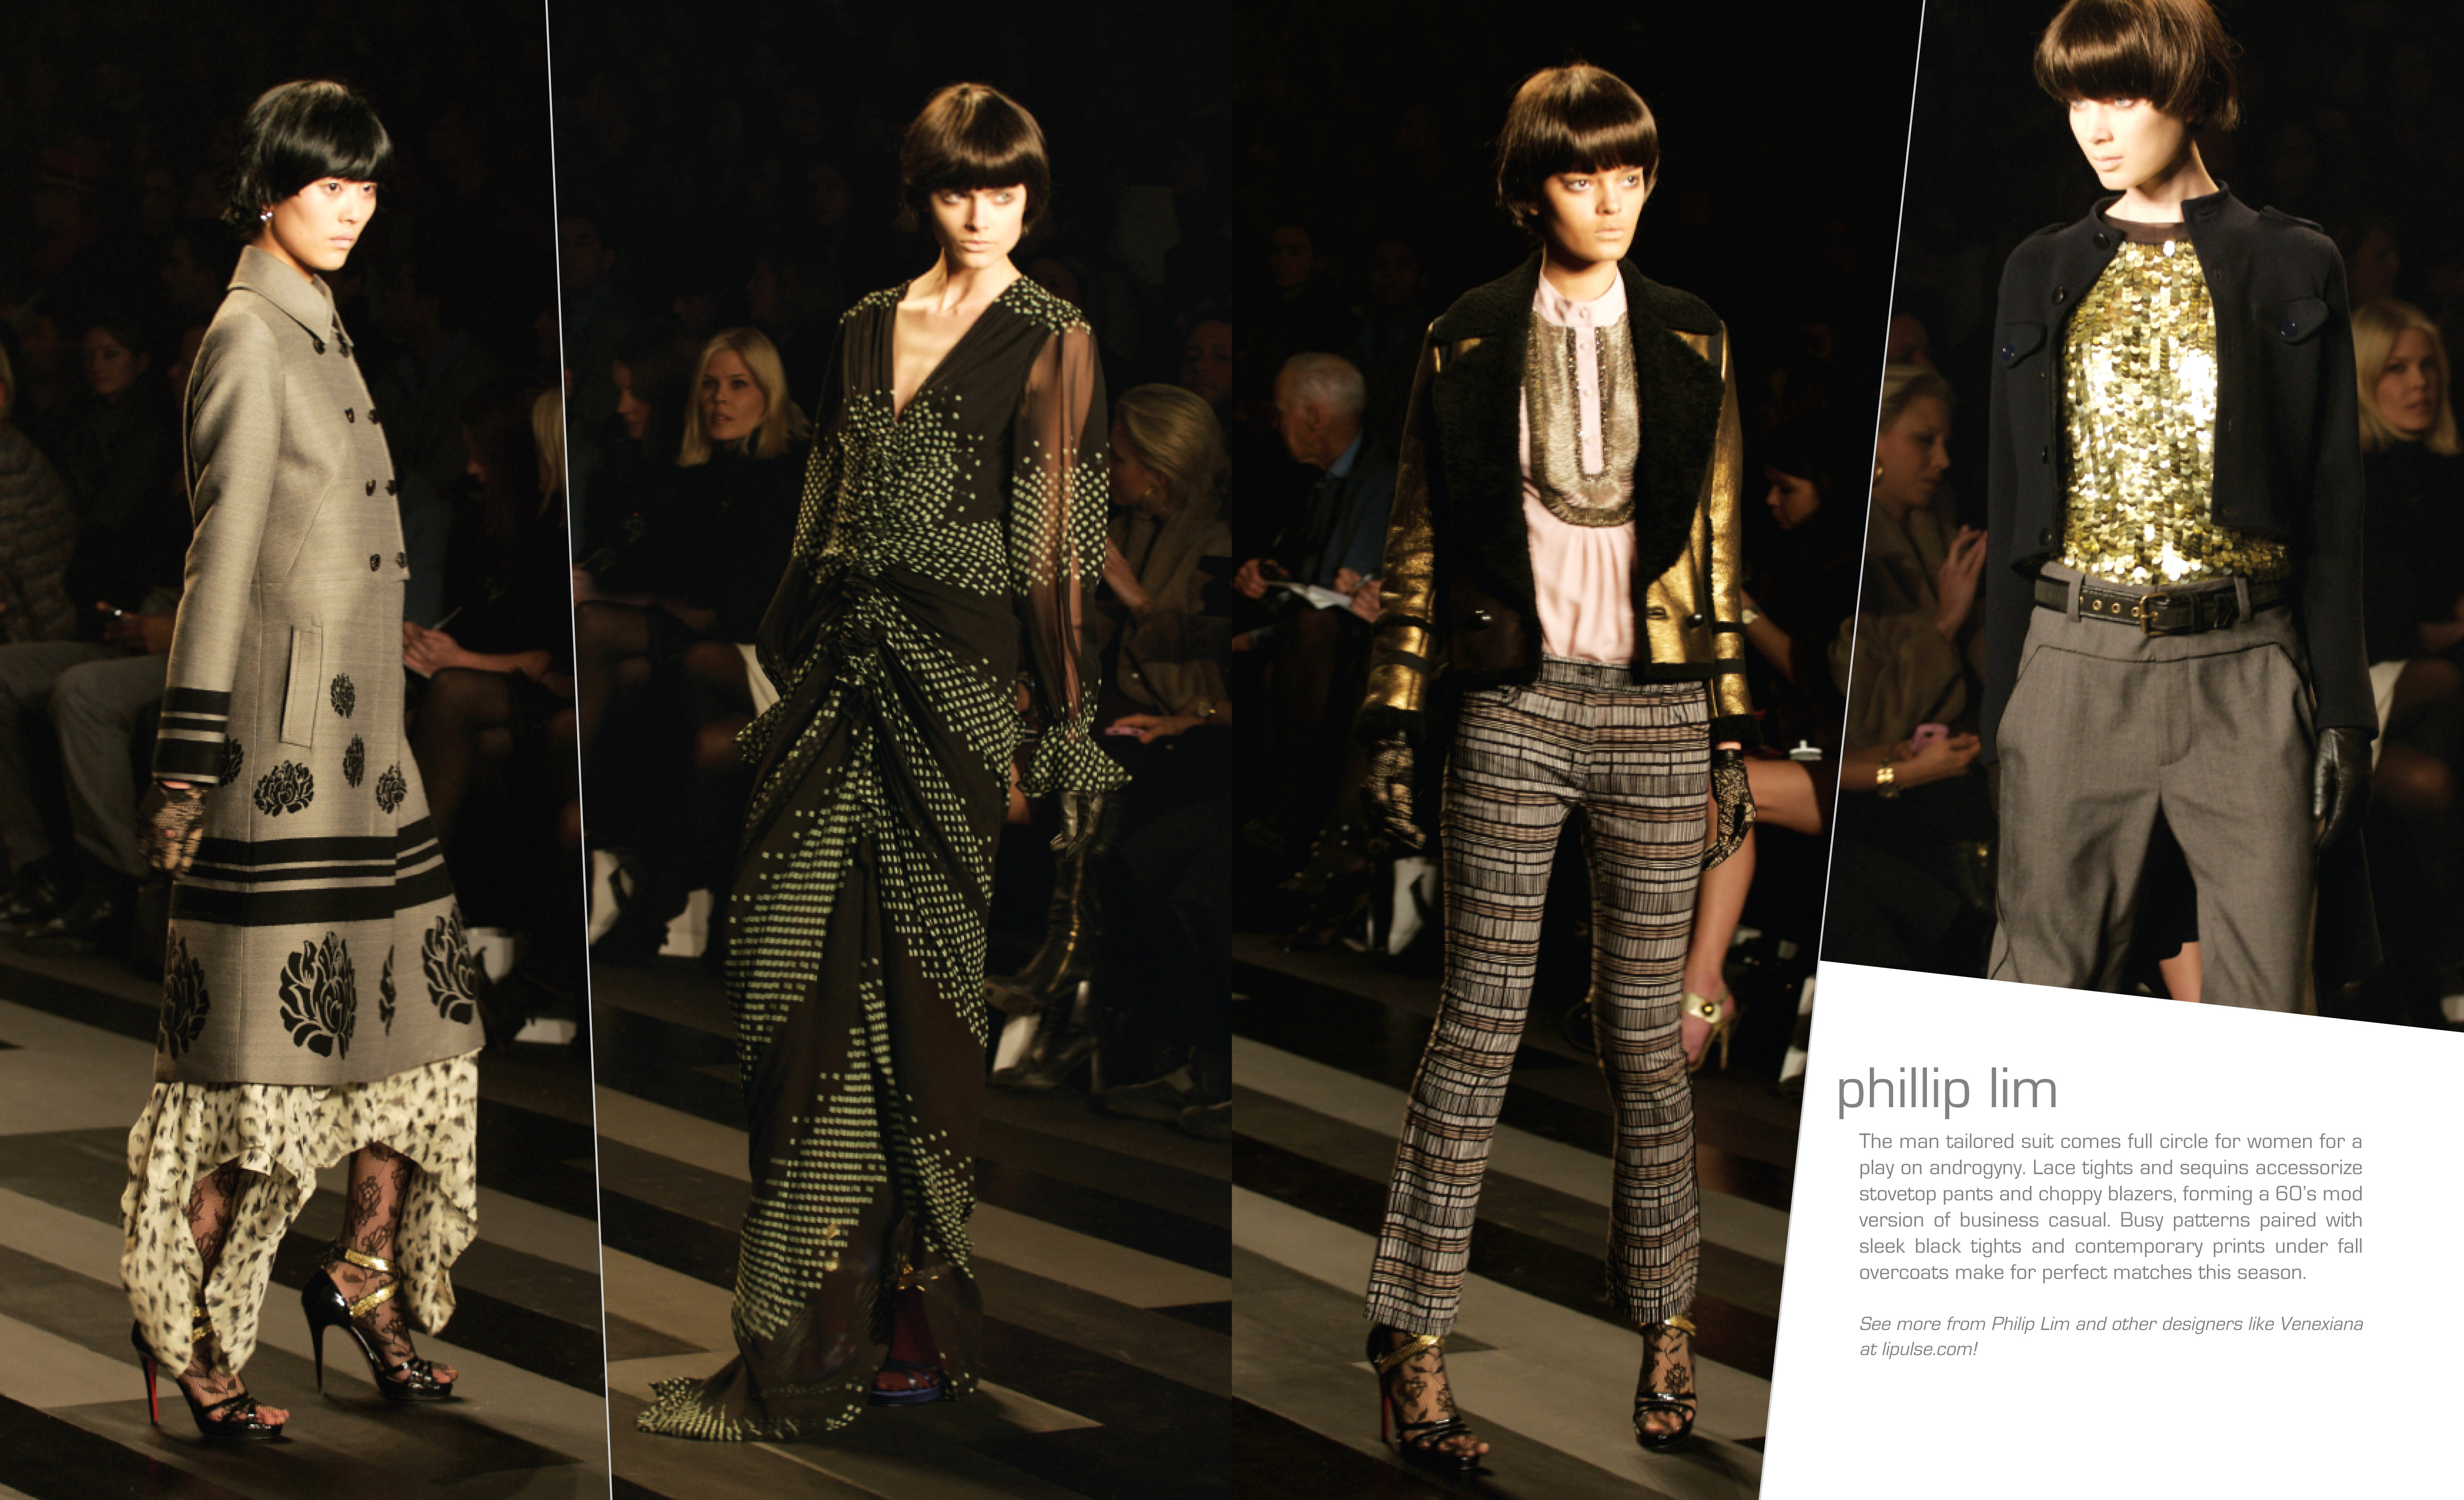 phillip lim
The man tailored suit comes full circle for women for a
play on androgyny. Lace tights and sequins accessorize
stovetop pants and choppy blazers, forming a 60's mod
version of business casual. Busy patterns paired with
sleek black tights and contemporary prints under fall
overcoats make for perfect matches this season.
See more from Philip Lim and other designers like Venexiana
at lipulse.com!